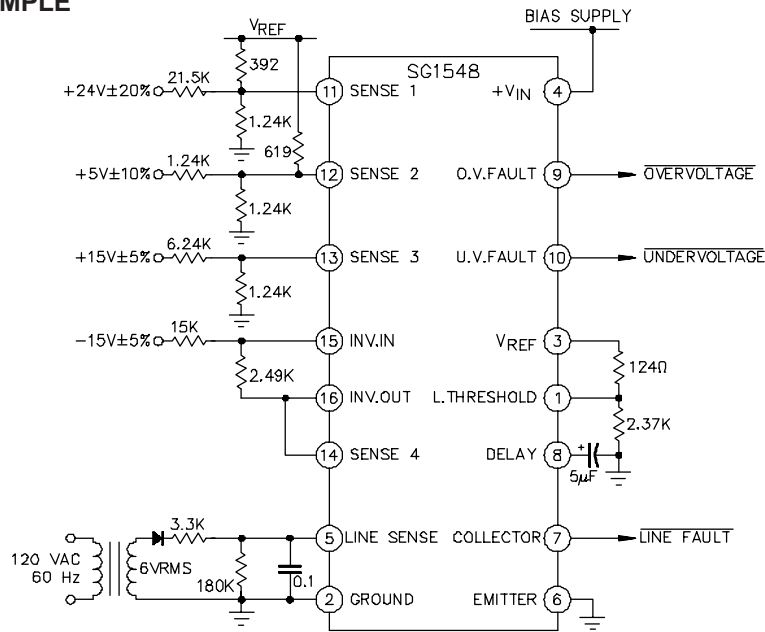 MPLE
BIAS SUPPLY
VREF
392
SG1548
21.5K
+24V±20%
11 SENSE 1
+VIN 4
1.24K
619
+5V±10%
1.24K
12 SENSE 2
O.V.FAULT 9
OVERVOLTAGE
1.24K
+15V±5%
6.24K
13 SENSE 3
U.V.FAULT 10
UNDERVOLTAGE
1.24K
-15V±5%
15K
15 INV.IN
VREF 3
124Ω
2.49K
16 INV.OUT
L.THRESHOLD 1
2.37K
14 SENSE 4
DELAY 8
+
5µF
3.3K
5 LINE SENSE
COLLECTOR 7
LINE FAULT
120 VAC
60 Hz
6VRMS
180K
0.1
2 GROUND
EMITTER 6